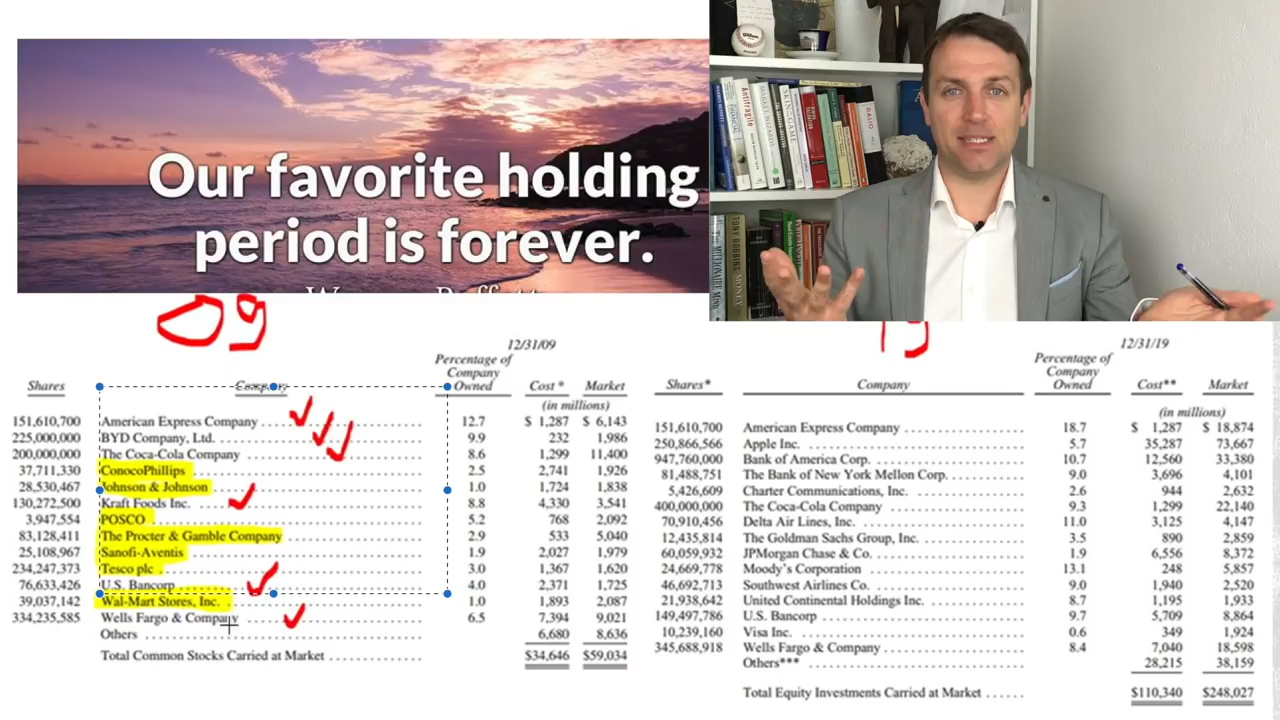 Our favorite holding
period is forever.
09
19
12/31/09
Shares Company Percentage of Company Owned Cost * Market
(in millions)
151,610,700 American Express Company 12.7 $ 1,287 $ 6,143
225,000,000 BYD Company, Ltd. 9.9 232 1,986
200,000,000 The Coca-Cola Company 8.6 1,299 11,400
37,711,330 ConocoPhillips 2.5 2,741 1,926
28,530,467 Johnson & Johnson 1.0 1,724 1,838
130,272,500 Kraft Foods Inc. 8.8 4,330 3,541
3,947,554 POSCO 5.2 768 2,092
83,128,411 The Procter & Gamble Company 2.9 533 5,040
25,108,967 Sanofi-Aventis 1.9 2,027 1,979
234,247,373 Tesco plc 3.0 1,367 1,620
76,633,426 U.S. Bancorp 4.0 2,371 1,725
39,037,142 Wal-Mart Stores, Inc. 1.0 1,893 2,087
334,235,585 Wells Fargo & Company 6.5 7,394 9,021
Others 6,680 8,636
Total Common Stocks Carried at Market $34,646 $59,034
12/31/19
Shares* Company Percentage of Company Owned Cost** Market
(in millions)
151,610,700 American Express Company 18.7 $ 1,287 $ 18,874
250,866,566 Apple Inc. 5.7 35,287 73,667
947,760,000 Bank of America Corp. 10.7 12,560 33,380
81,488,751 The Bank of New York Mellon Corp. 9.0 3,696 4,101
5,426,609 Charter Communications, Inc. 2.6 944 2,632
400,000,000 The Coca-Cola Company 9.3 1,299 22,140
70,910,456 Delta Air Lines, Inc. 11.0 3,125 4,147
12,435,814 The Goldman Sachs Group, Inc. 3.5 890 2,859
60,059,932 JPMorgan Chase & Co. 1.9 6,556 8,372
24,669,778 Moody's Corporation 13.1 248 5,857
46,692,713 Southwest Airlines Co. 9.0 1,940 2,520
21,938,642 United Continental Holdings Inc. 8.7 1,195 1,933
149,497,786 U.S. Bancorp 9.7 5,709 8,864
10,239,160 Visa Inc. 0.6 349 1,924
345,688,918 Wells Fargo & Company 8.4 7,040 18,598
Others*** 28,215 38,159
Total Equity Investments Carried at Market $110,340 $248,027
Wilson
Antifragile
MARKET WIZARDS
SKIN IN THE GAME
DALIO
TONY ROBBINS MONEY